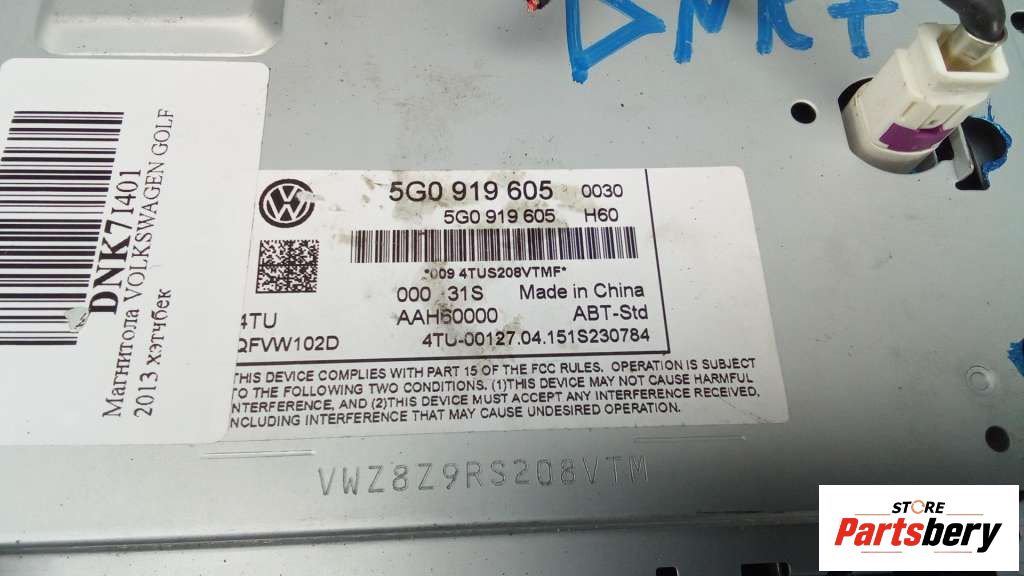 DMRT
DNK7I401
Магнитола VOLKSWAGEN GOLF
2013 хэтчбек
5G0 919 605 0030
5G0 919 605 H60
*009 4TUS208VTMF*
000 31S Made in China
4TU AAH60000 ABT-Std
QFVW102D 4TU-00127.04.151S230784
THIS DEVICE COMPLIES WITH PART 15 OF THE FCC RULES. OPERATION IS
TO FOLLOWING TWO CONDITIONS. (1)THIS DEVICE MAY NOT CAUSE HARMFUL
INTERFERENCE, AND (2)THIS DEVICE MUST ACCEPT ANY INTERFERENCE RECEIVED,
INCLUDING INTERFERENCE THAT MAY CAUSE UNDESIRED OPERATION.
VWZ8Z9RS208VTM
STORE
Partsbery